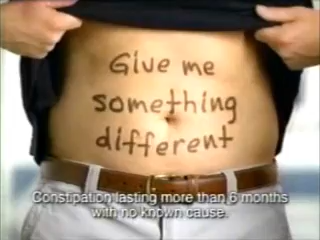 Give me
something
different
Constipation lasting more than 6 months
with no known cause.